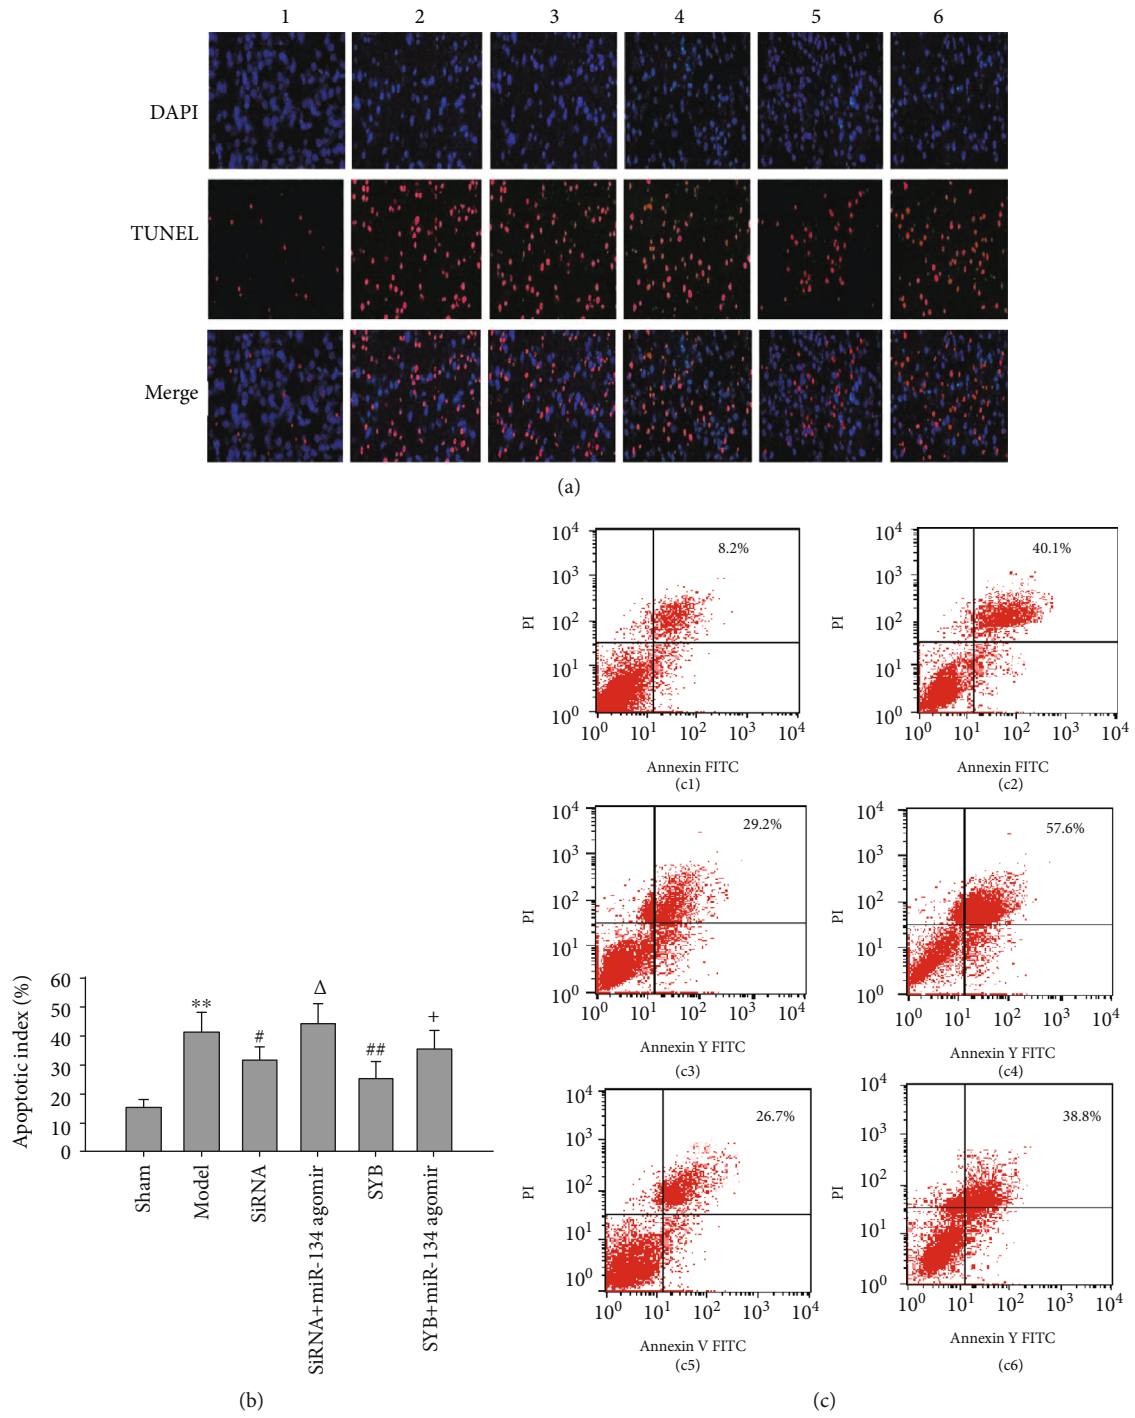 1 2 3 4 5 6
DAPI
TUNEL
Merge
(a)
Apoptotic index (%)
60
50
40
30
20
10
0
** # Δ ## +
Sham
Model
SiRNA
SiRNA+miR-134 agomir
SYB
SYB+miR-134 agomir
(b)
10⁴
10³
10²
10¹
10⁰
PI
8.2%
10⁰ 10¹ 10² 10³ 10⁴
Annexin FITC
(c1)
10⁴
10³
10²
10¹
10⁰
PI
40.1%
10⁰ 10¹ 10² 10³ 10⁴
Annexin FITC
(c2)
10⁴
10³
10²
10¹
10⁰
PI
29.2%
10⁰ 10¹ 10² 10³ 10⁴
Annexin Y FITC
(c3)
10⁴
10³
10²
10¹
10⁰
PI
57.6%
10⁰ 10¹ 10² 10³ 10⁴
Annexin Y FITC
(c4)
10⁴
10³
10²
10¹
10⁰
PI
26.7%
10⁰ 10¹ 10² 10³ 10⁴
Annexin V FITC
(c5)
10⁴
10³
10²
10¹
10⁰
PI
38.8%
10⁰ 10¹ 10² 10³ 10⁴
Annexin Y FITC
(c6)
(c)